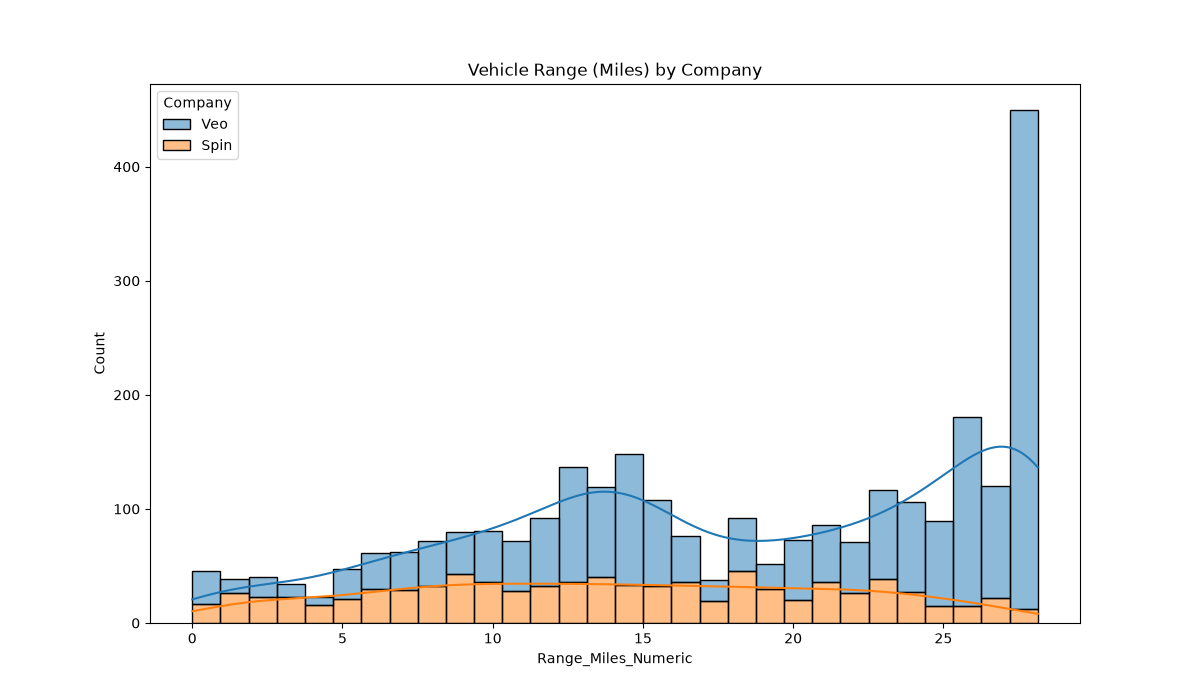 Vehicle Range (Miles) by Company
Company
Veo
Spin
400
300
200
100
0
Count
0 5 10 15 20 25
Range_Miles_Numeric